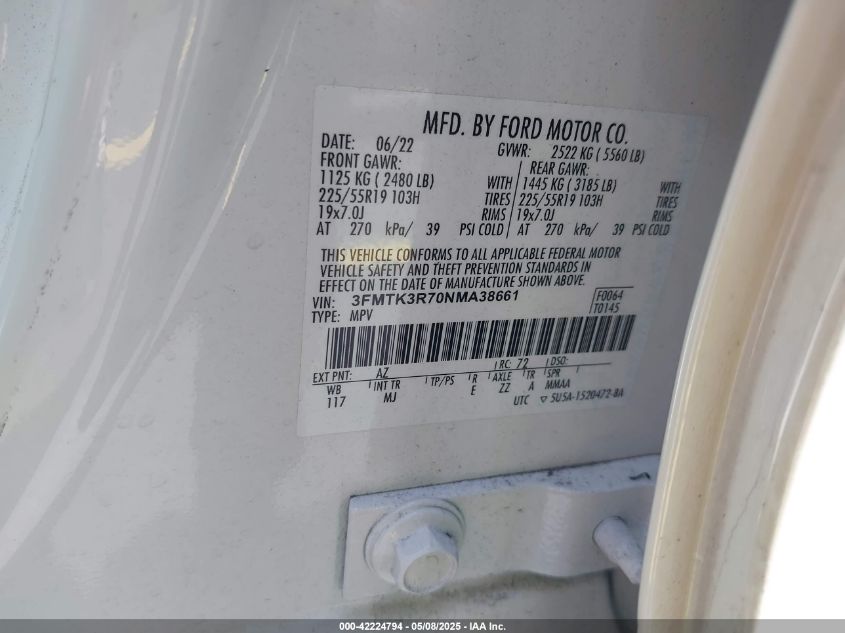 MFD. BY FORD MOTOR CO.
DATE: 06/22 GVWR: 2522 KG ( 5560 LB)
FRONT GAWR: REAR GAWR:
1125 KG ( 2480 LB) WITH 1445 KG ( 3185 LB) WITH
225/55R19 103H TIRES 225/55R19 103H TIRES
19x7.0J RIMS 19x7.0J RIMS
AT 270 kPa/ 39 PSI COLD AT 270 kPa/ 39 PSI COLD
THIS VEHICLE CONFORMS TO ALL APPLICABLE FEDERAL MOTOR
VEHICLE SAFETY AND THEFT PREVENTION STANDARDS IN
EFFECT ON THE DATE OF MANUFACTURE SHOWN ABOVE.
VIN: 3FMTK3R70NMA38661 F0064
TYPE: MPV T0145
EXT PNT: AZ RC: 72 DSO:
WB INT TR TP/PS R AXLE TR SPR
117 MJ E ZZ A MMAA
UTC ▽ 5U5A-1520472-BA
000-42224794 - 05/08/2025 - IAA Inc.